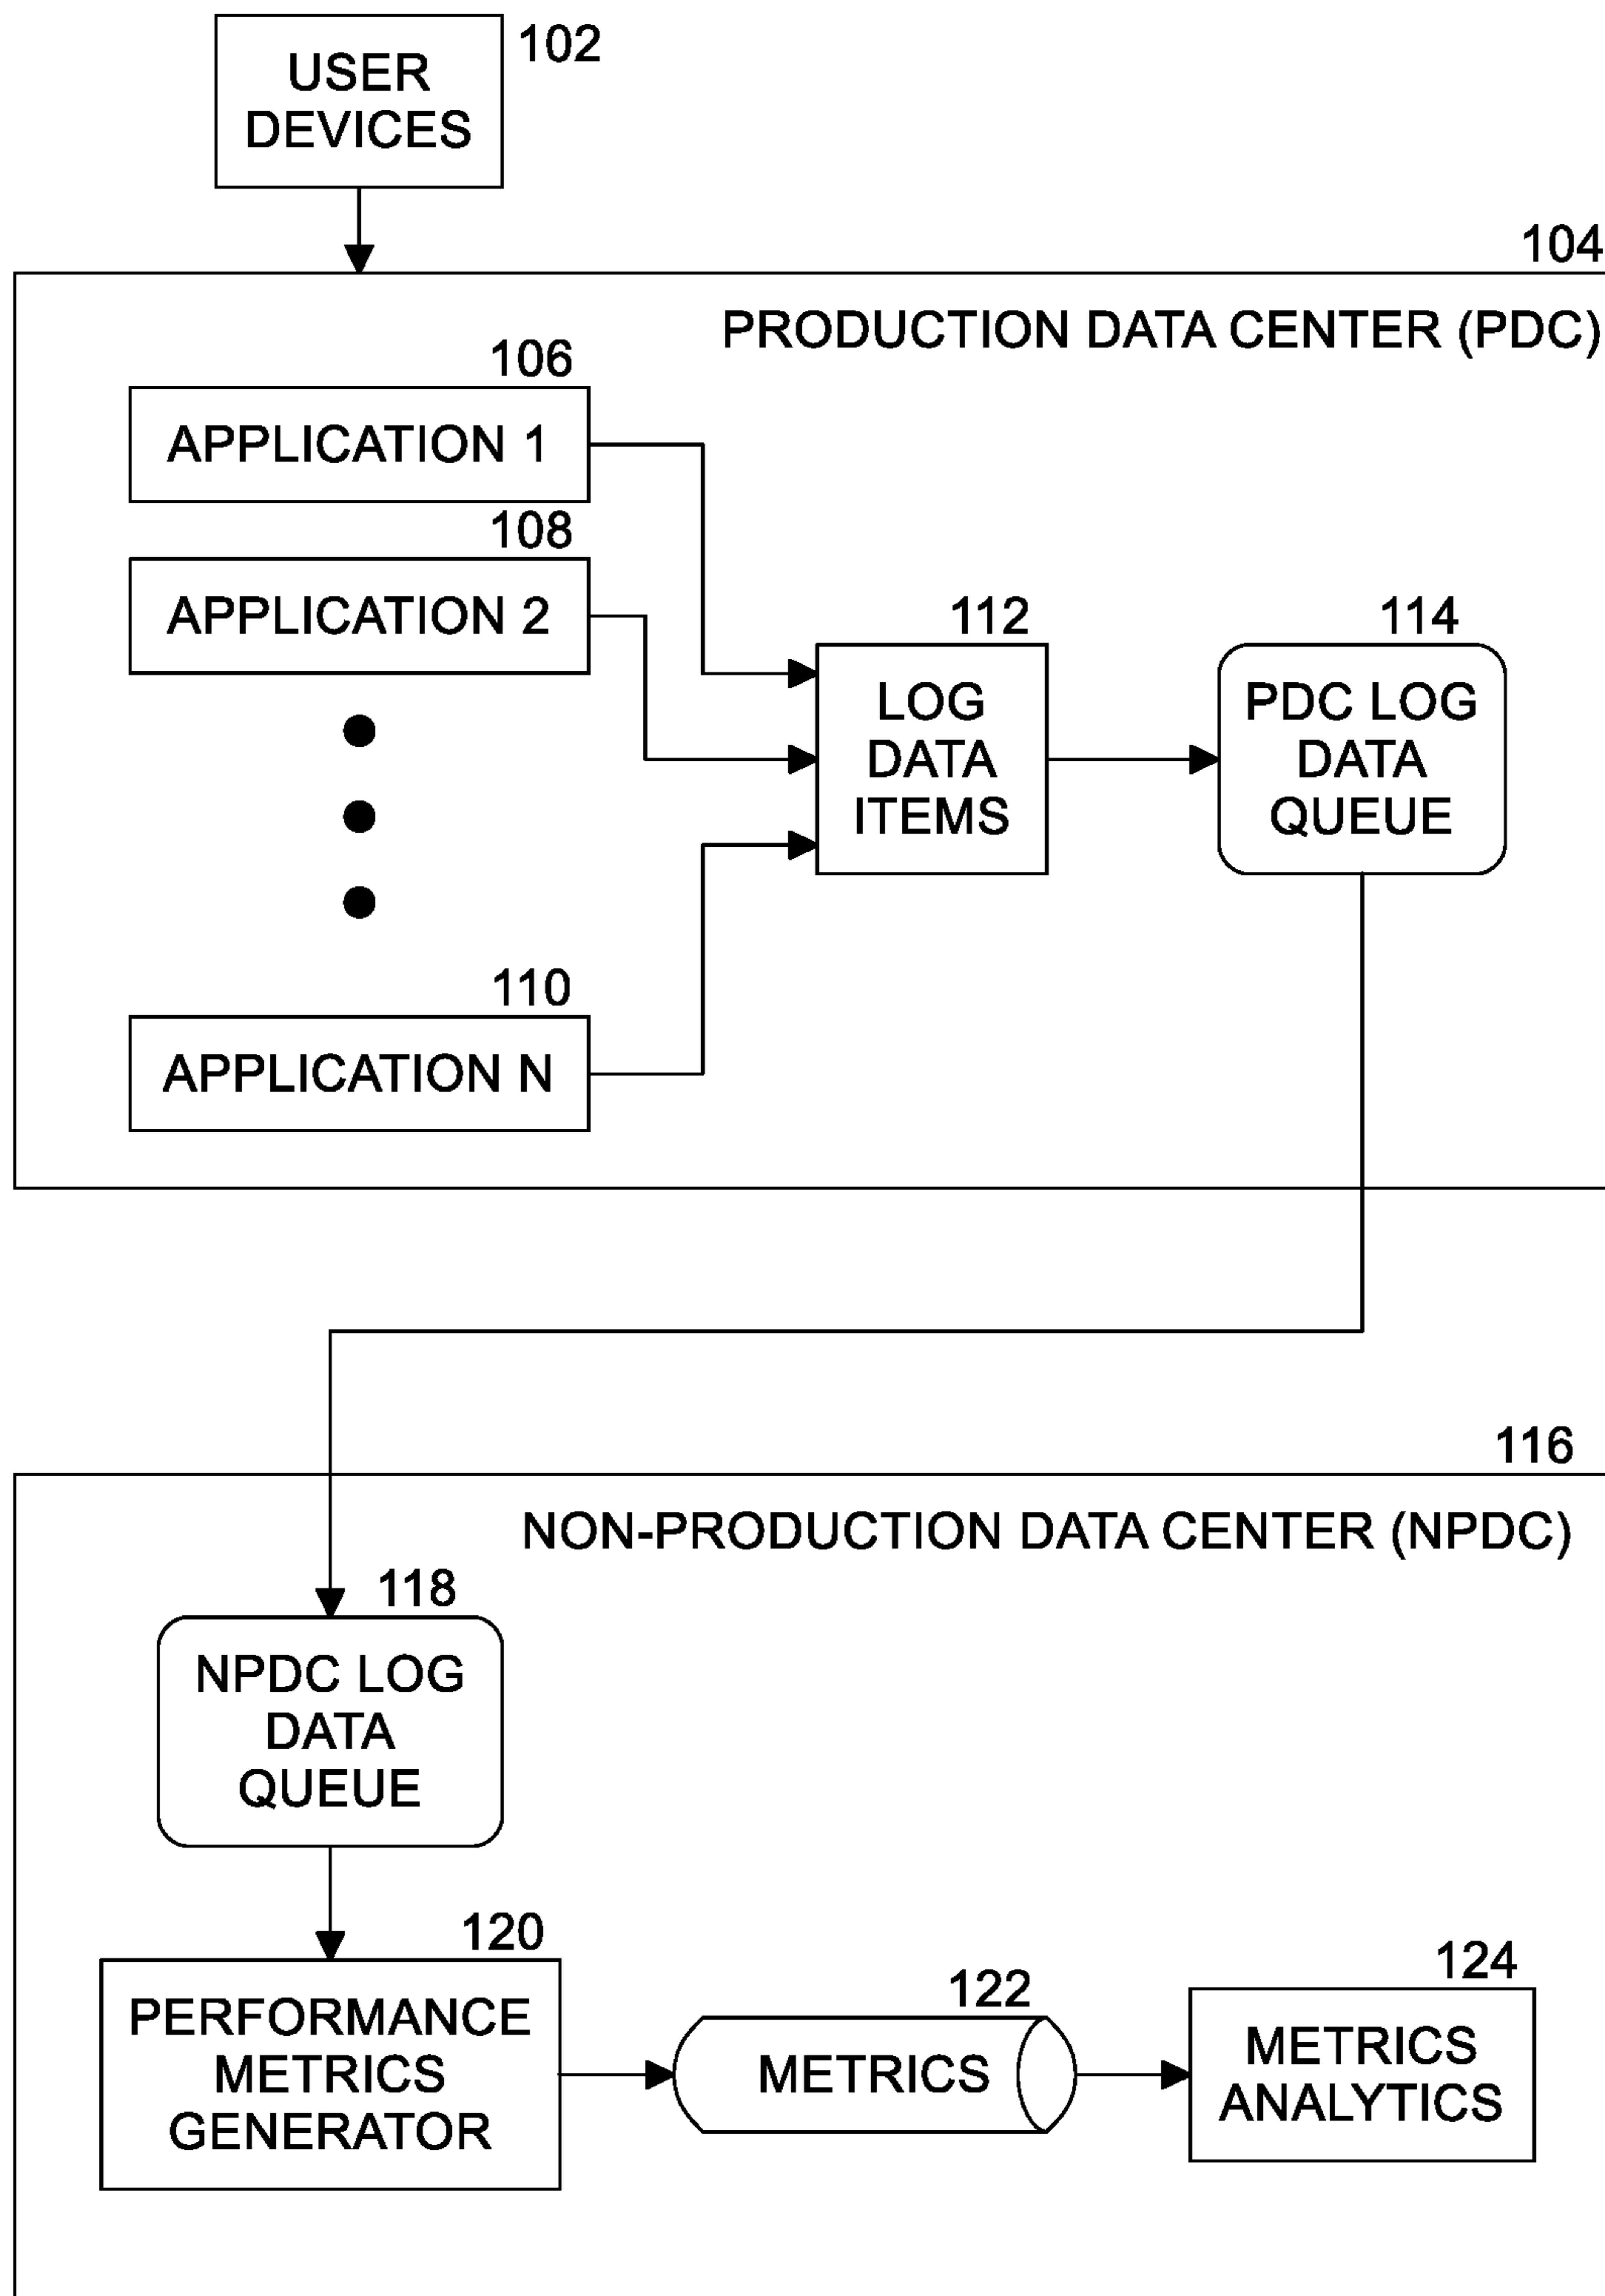 USER
DEVICES
102
104
PRODUCTION DATA CENTER (PDC)
106
APPLICATION 1
108
APPLICATION 2
112
LOG
DATA
ITEMS
114
PDC LOG
DATA
QUEUE
110
APPLICATION N
116
NON-PRODUCTION DATA CENTER (NPDC)
118
NPDC LOG
DATA
QUEUE
120
PERFORMANCE
METRICS
GENERATOR
122
METRICS
124
METRICS
ANALYTICS